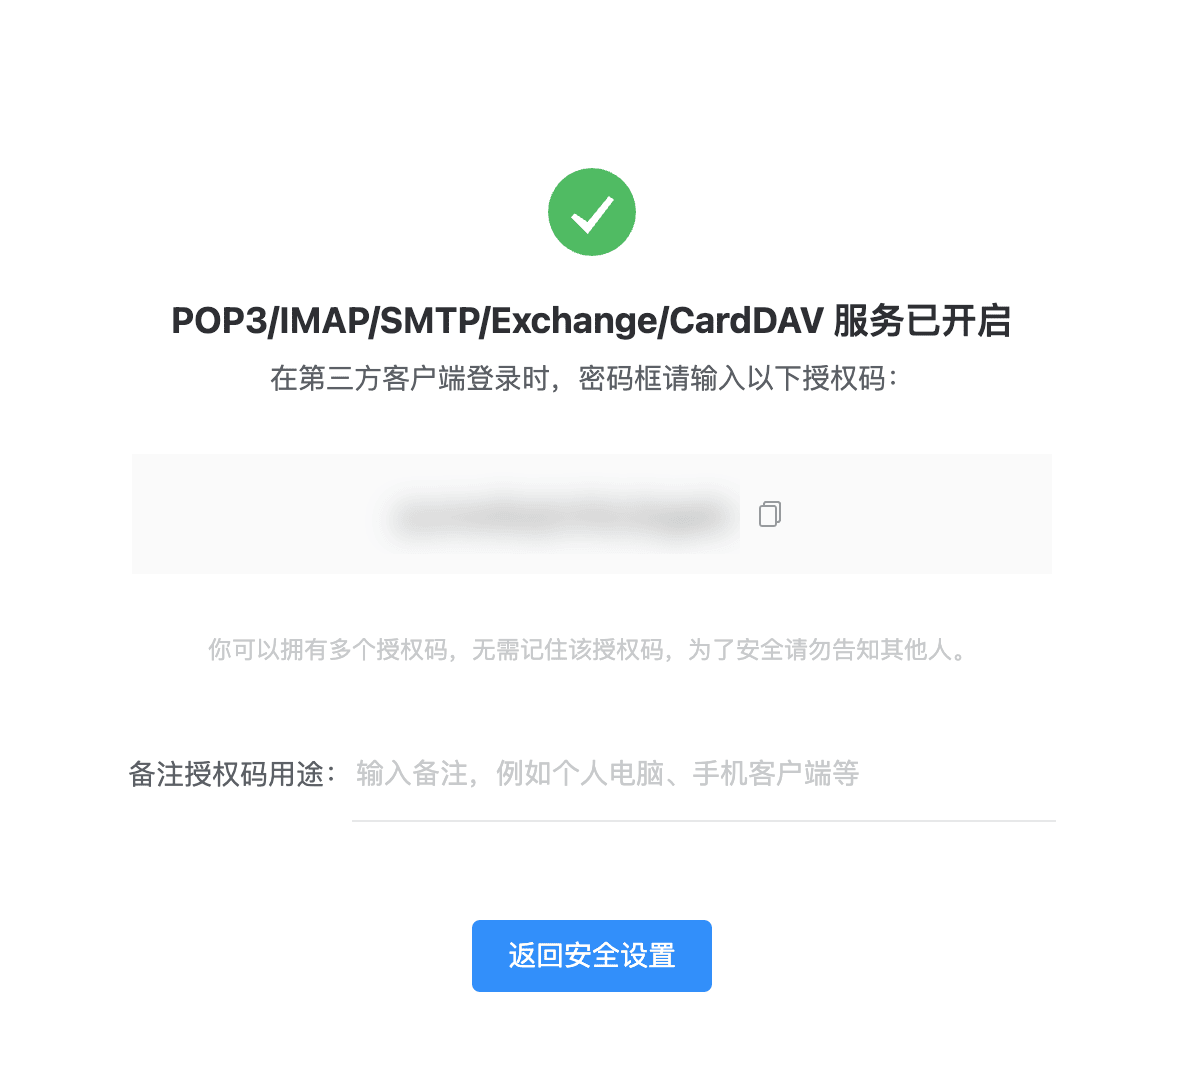 POP3/IMAP/SMTP/Exchange/CardDAV 服务已开启
在第三方客户端登录时，密码框请输入以下授权码：
你可以拥有多个授权码，无需记住该授权码，为了安全请勿告知其他人。
备注授权码用途： 输入备注，例如个人电脑、手机客户端等
返回安全设置